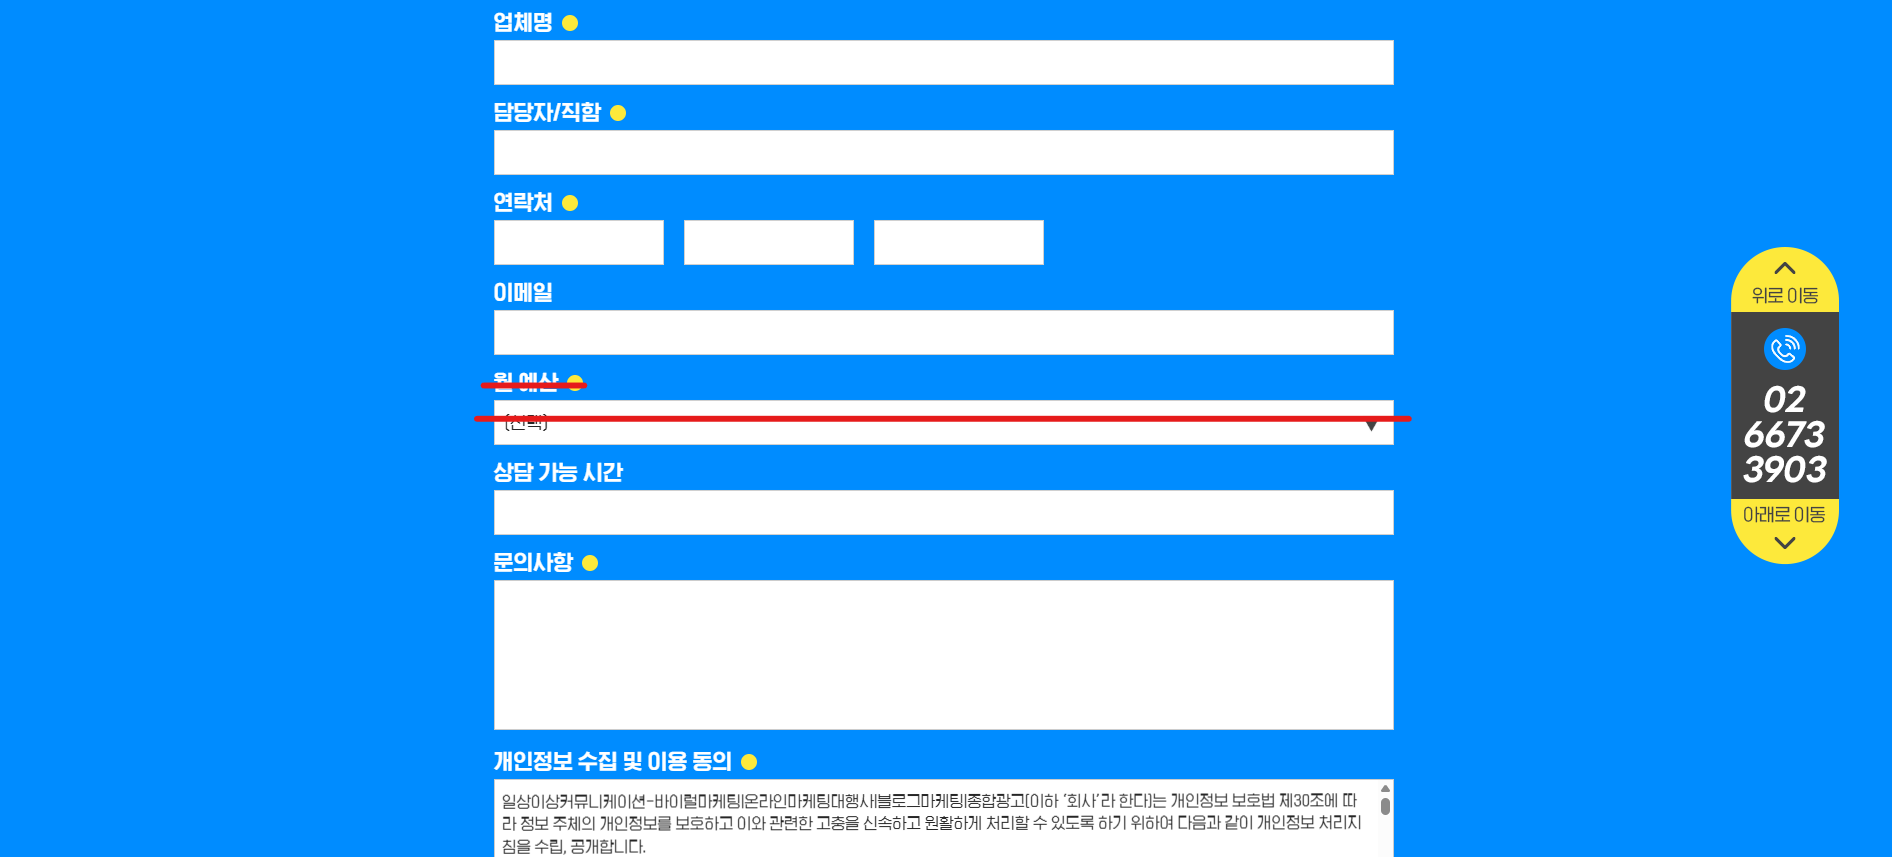 업체명
담당자/직함
연락처
이메일
월 예산
(선택)
상담 가능 시간
문의사항
개인정보 수집 및 이용 동의
일상이상커뮤니케이션-바이럴마케팅|온라인마케팅대행사|블로그마케팅|종합광고(이하 ‘회사’라 한다)는 개인정보 보호법 제30조에 따
라 정보 주체의 개인정보를 보호하고 이와 관련한 고충을 신속하고 원활하게 처리할 수 있도록 하기 위하여 다음과 같이 개인정보 처리지
침을 수립, 공개합니다.
위로 이동
02
6673
3903
아래로 이동